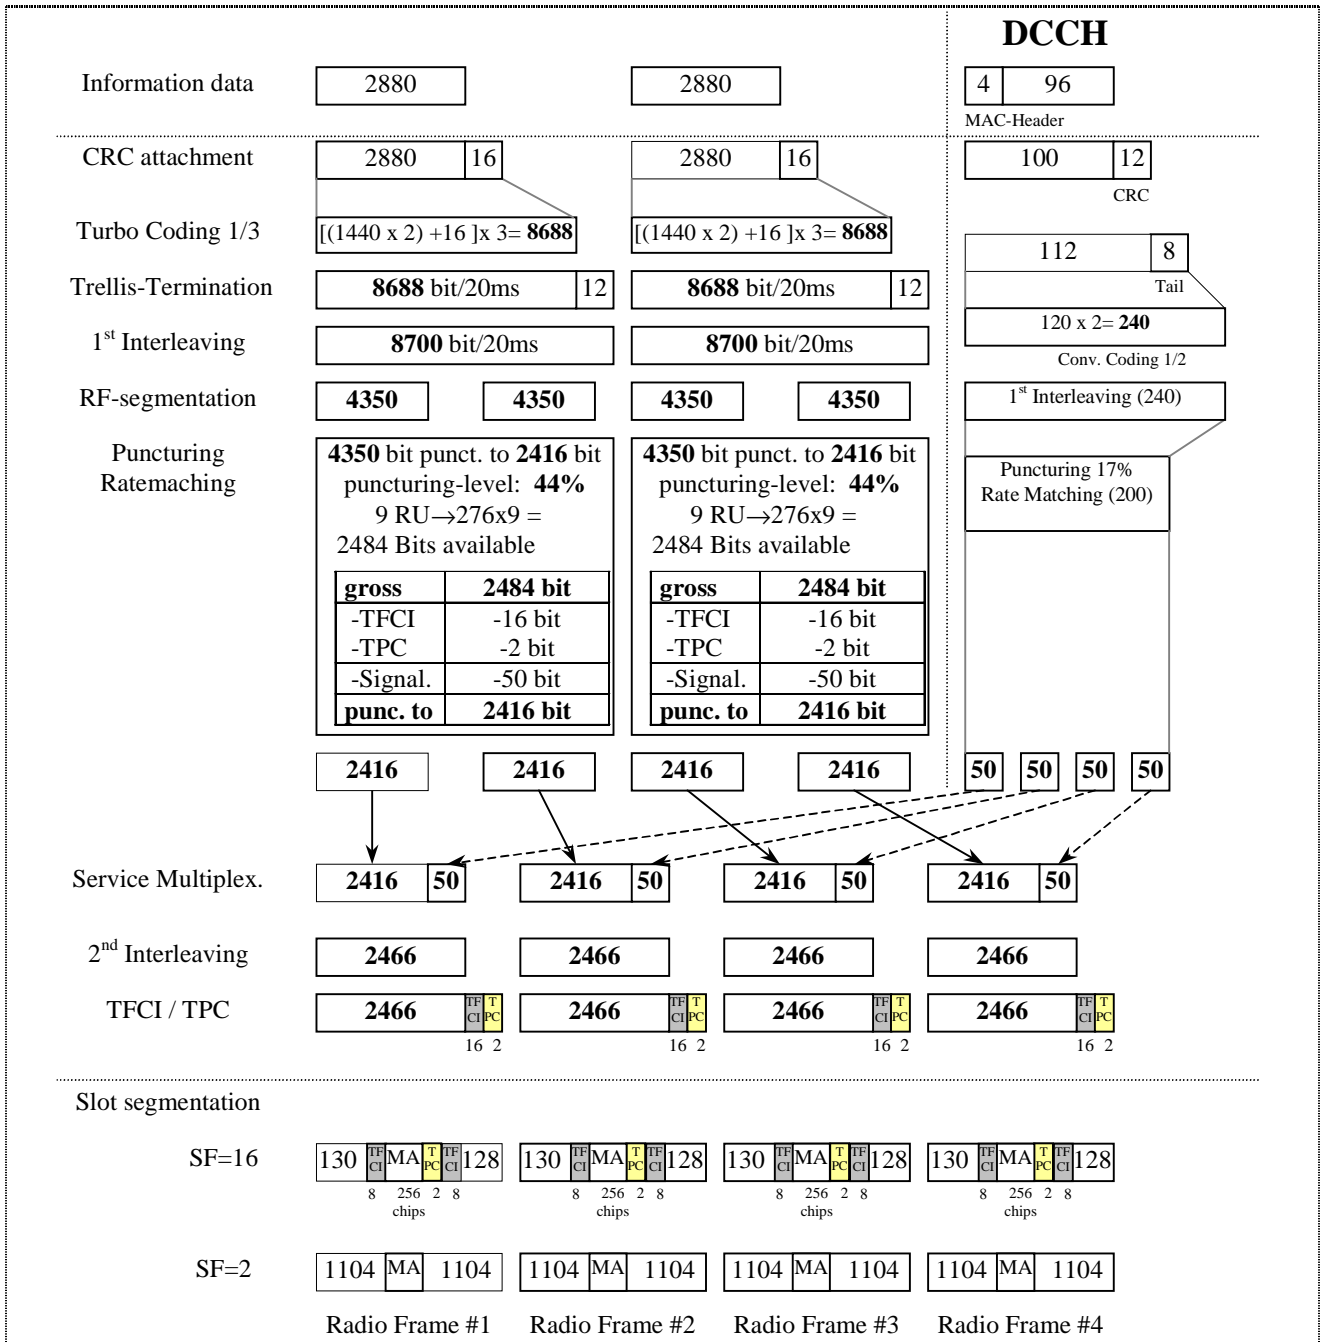 DCCH
Information data 2880 2880 4 96
MAC-Header
CRC attachment 2880 16 2880 16 100 12
CRC
Turbo Coding 1/3 [(1440 x 2) +16 ]x 3= 8688 [(1440 x 2) +16 ]x 3= 8688
112 8
Tail
Trellis-Termination 8688 bit/20ms 12 8688 bit/20ms 12
120 x 2= 240
Conv. Coding 1/2
1st Interleaving 8700 bit/20ms 8700 bit/20ms
RF-segmentation 4350 4350 4350 4350 1st Interleaving (240)
Puncturing 4350 bit punct. to 2416 bit 4350 bit punct. to 2416 bit
Ratemaching puncturing-level: 44% puncturing-level: 44%
Puncturing 17%
Rate Matching (200)
9 RU→276x9 = 9 RU→276x9 =
2484 Bits available 2484 Bits available
gross 2484 bit gross 2484 bit
-TFCI -16 bit -TFCI -16 bit
-TPC -2 bit -TPC -2 bit
-Signal. -50 bit -Signal. -50 bit
punc. to 2416 bit punc. to 2416 bit
2416 2416 2416 2416 50 50 50 50
Service Multiplex. 2416 50 2416 50 2416 50 2416 50
2nd Interleaving 2466 2466 2466 2466
TFCI / TPC 2466 TF CI T PC 2466 TF CI T PC 2466 TF CI T PC 2466 TF CI T PC
16 2 16 2 16 2 16 2
Slot segmentation
SF=16 130 TF CI MA T PC TF CI 128 130 TF CI MA T PC TF CI 128 130 TF CI MA T PC TF CI 128 130 TF CI MA T PC TF CI 128
8 256 2 8 8 256 2 8 8 256 2 8 8 256 2 8
chips chips chips chips
SF=2 1104 MA 1104 1104 MA 1104 1104 MA 1104 1104 MA 1104
Radio Frame #1 Radio Frame #2 Radio Frame #3 Radio Frame #4